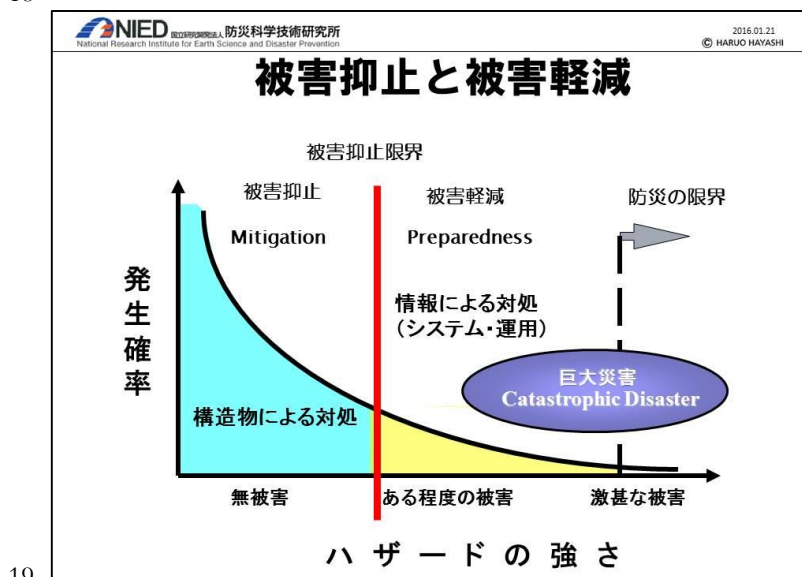 NIED 国立研究開発法人 防災科学技術研究所
National Research Institute for Earth Science and Disaster Prevention
2016.01.21
© HARUO HAYASHI
被害抑止と被害軽減
被害抑止限界
被害抑止
被害軽減
防災の限界
Mitigation
Preparedness
発生確率
情報による対処
(システム・運用)
巨大災害
Catastrophic Disaster
構造物による対処
無被害
ある程度の被害
激甚な被害
ハザードの強さ
19